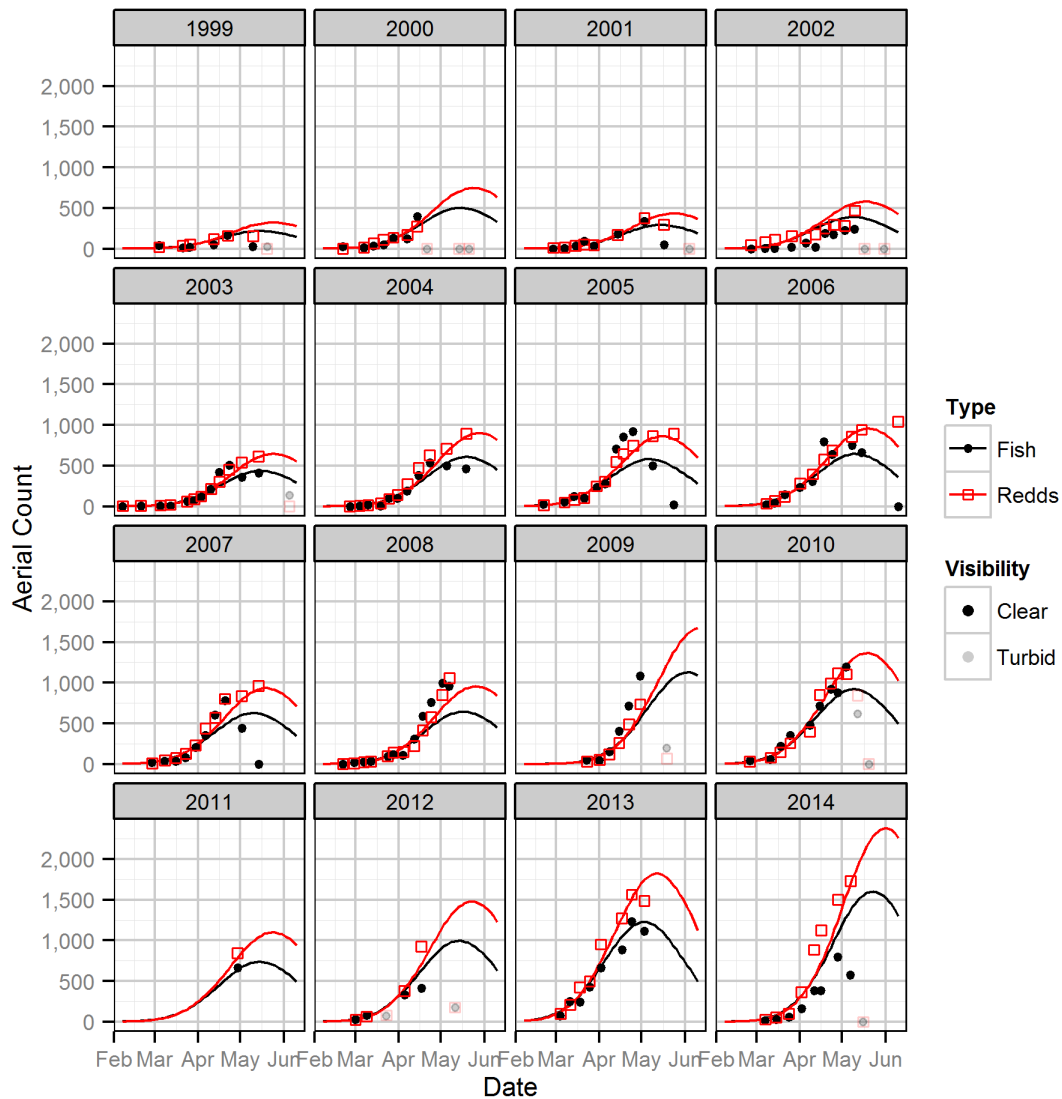 1999 2000 2001 2002
2,000
1,500
1,000
500
0
2003 2004 2005 2006
2,000
1,500
1,000
500
0
2007 2008 2009 2010
2,000
1,500
1,000
500
0
2011 2012 2013 2014
2,000
1,500
1,000
500
0
Feb Mar Apr May Jun Feb Mar Apr May Jun Feb Mar Apr May Jun Feb Mar Apr May Jun
Date
Aerial Count
Type
Fish
Redds
Visibility
Clear
Turbid